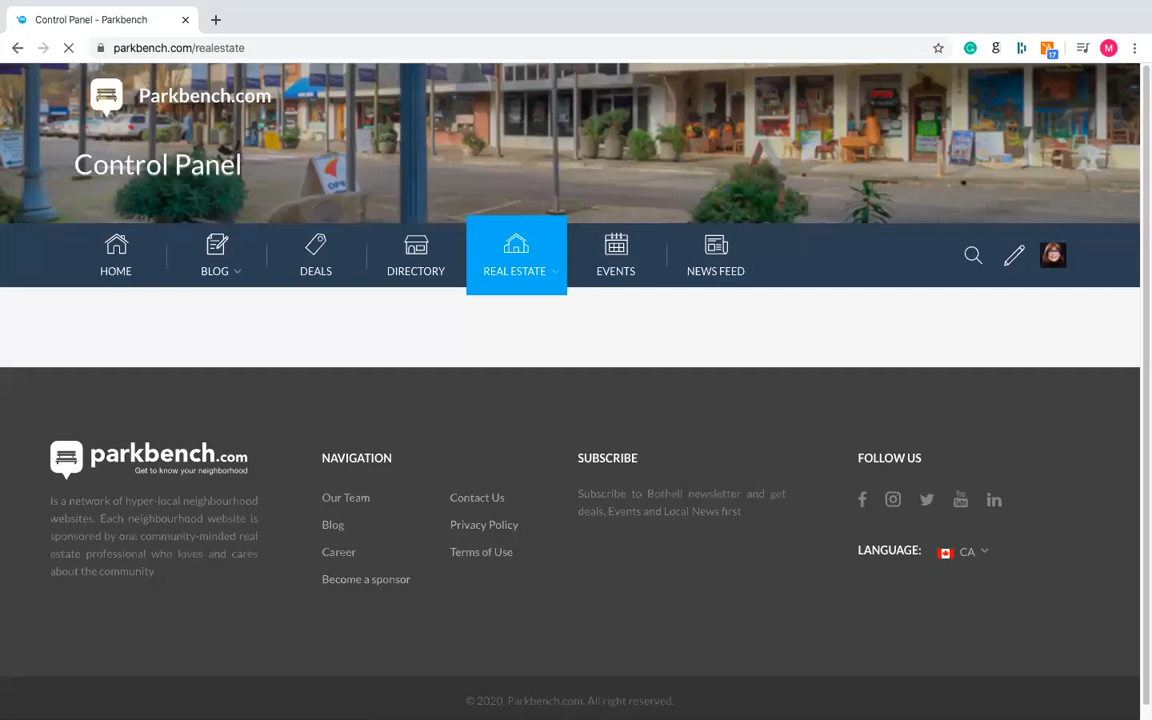 Control Panel - Parkbench
parkbench.com/realestate
17
M
Parkbench.com
OPE
Control Panel
HOME
BLOG
DEALS
DIRECTORY
REAL ESTATE
EVENTS
NEWS FEED
parkbench.com
Get to know your neighborhood
Is a network of hyper-local neighbourhood
websites. Each neighbourhood website is
sponsored by one community-minded real
estate professional who loves and cares
about the community.
NAVIGATION
Our Team
Blog
Career
Become a sponsor
Contact Us
Privacy Policy
Terms of Use
SUBSCRIBE
Subscribe to Bothell newsletter and get
deals, Events and Local News first
FOLLOW US
You
Tube
LANGUAGE: CA
© 2020, Parkbench.com. All right reserved.